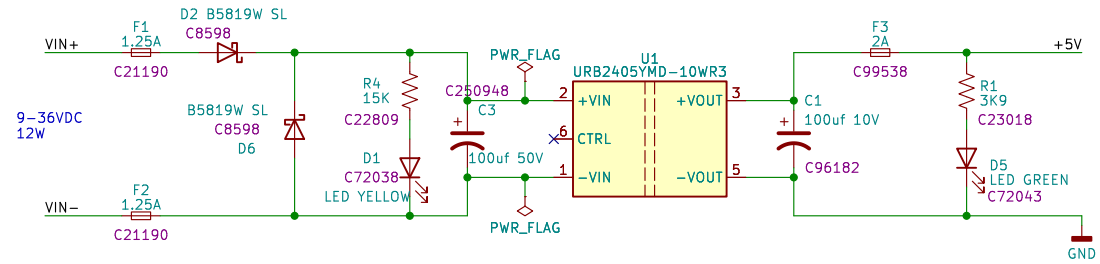 VIN+
F1
1.25A
C21190
D2 B5819W SL
C8598
B5819W SL
C8598
D6
9-36VDC
12W
VIN-
F2
1.25A
C21190
R4
15K
C22809
D1
C72038
LED YELLOW
C250948
C3
+
100uf 50V
PWR_FLAG
PWR_FLAG
U1
URB2405YMD-10WR3
2
+VIN
6
CTRL
1
-VIN
3
+VOUT
5
-VOUT
C1
+
100uf 10V
C96182
F3
2A
C99538
+5V
R1
3K9
C23018
D5
LED GREEN
C72043
GND